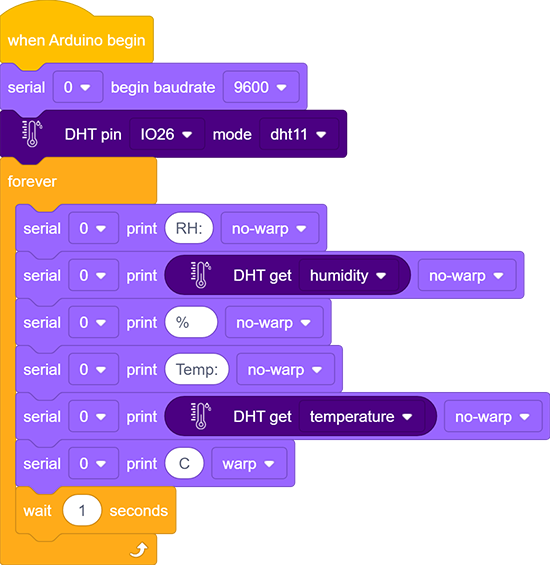 when Arduino begin
serial 0 begin baudrate 9600
DHT pin IO26 mode dht11
forever
serial 0 print RH: no-warp
serial 0 print DHT get humidity no-warp
serial 0 print % no-warp
serial 0 print Temp: no-warp
serial 0 print DHT get temperature no-warp
serial 0 print C warp
wait 1 seconds